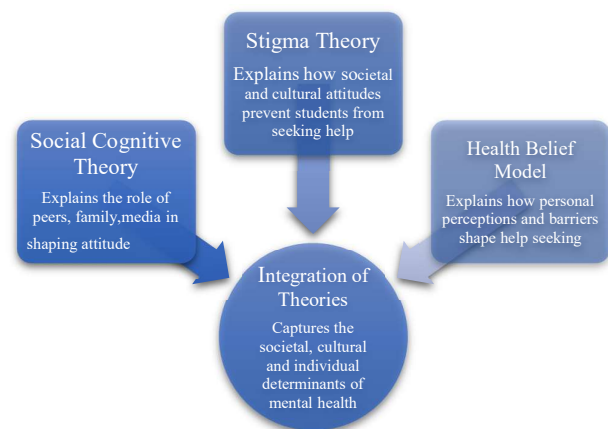 Stigma Theory
Explains how societal
and cultural attitudes
prevent students from
seeking help
Social Cognitive
Theory
Explains the role of
peers, family,media in
shaping attitude
Health Belief
Model
Explains how personal
perceptions and barriers
shape help seeking
Integration of
Theories
Captures the
societal, cultural
and individual
determinants of
mental health